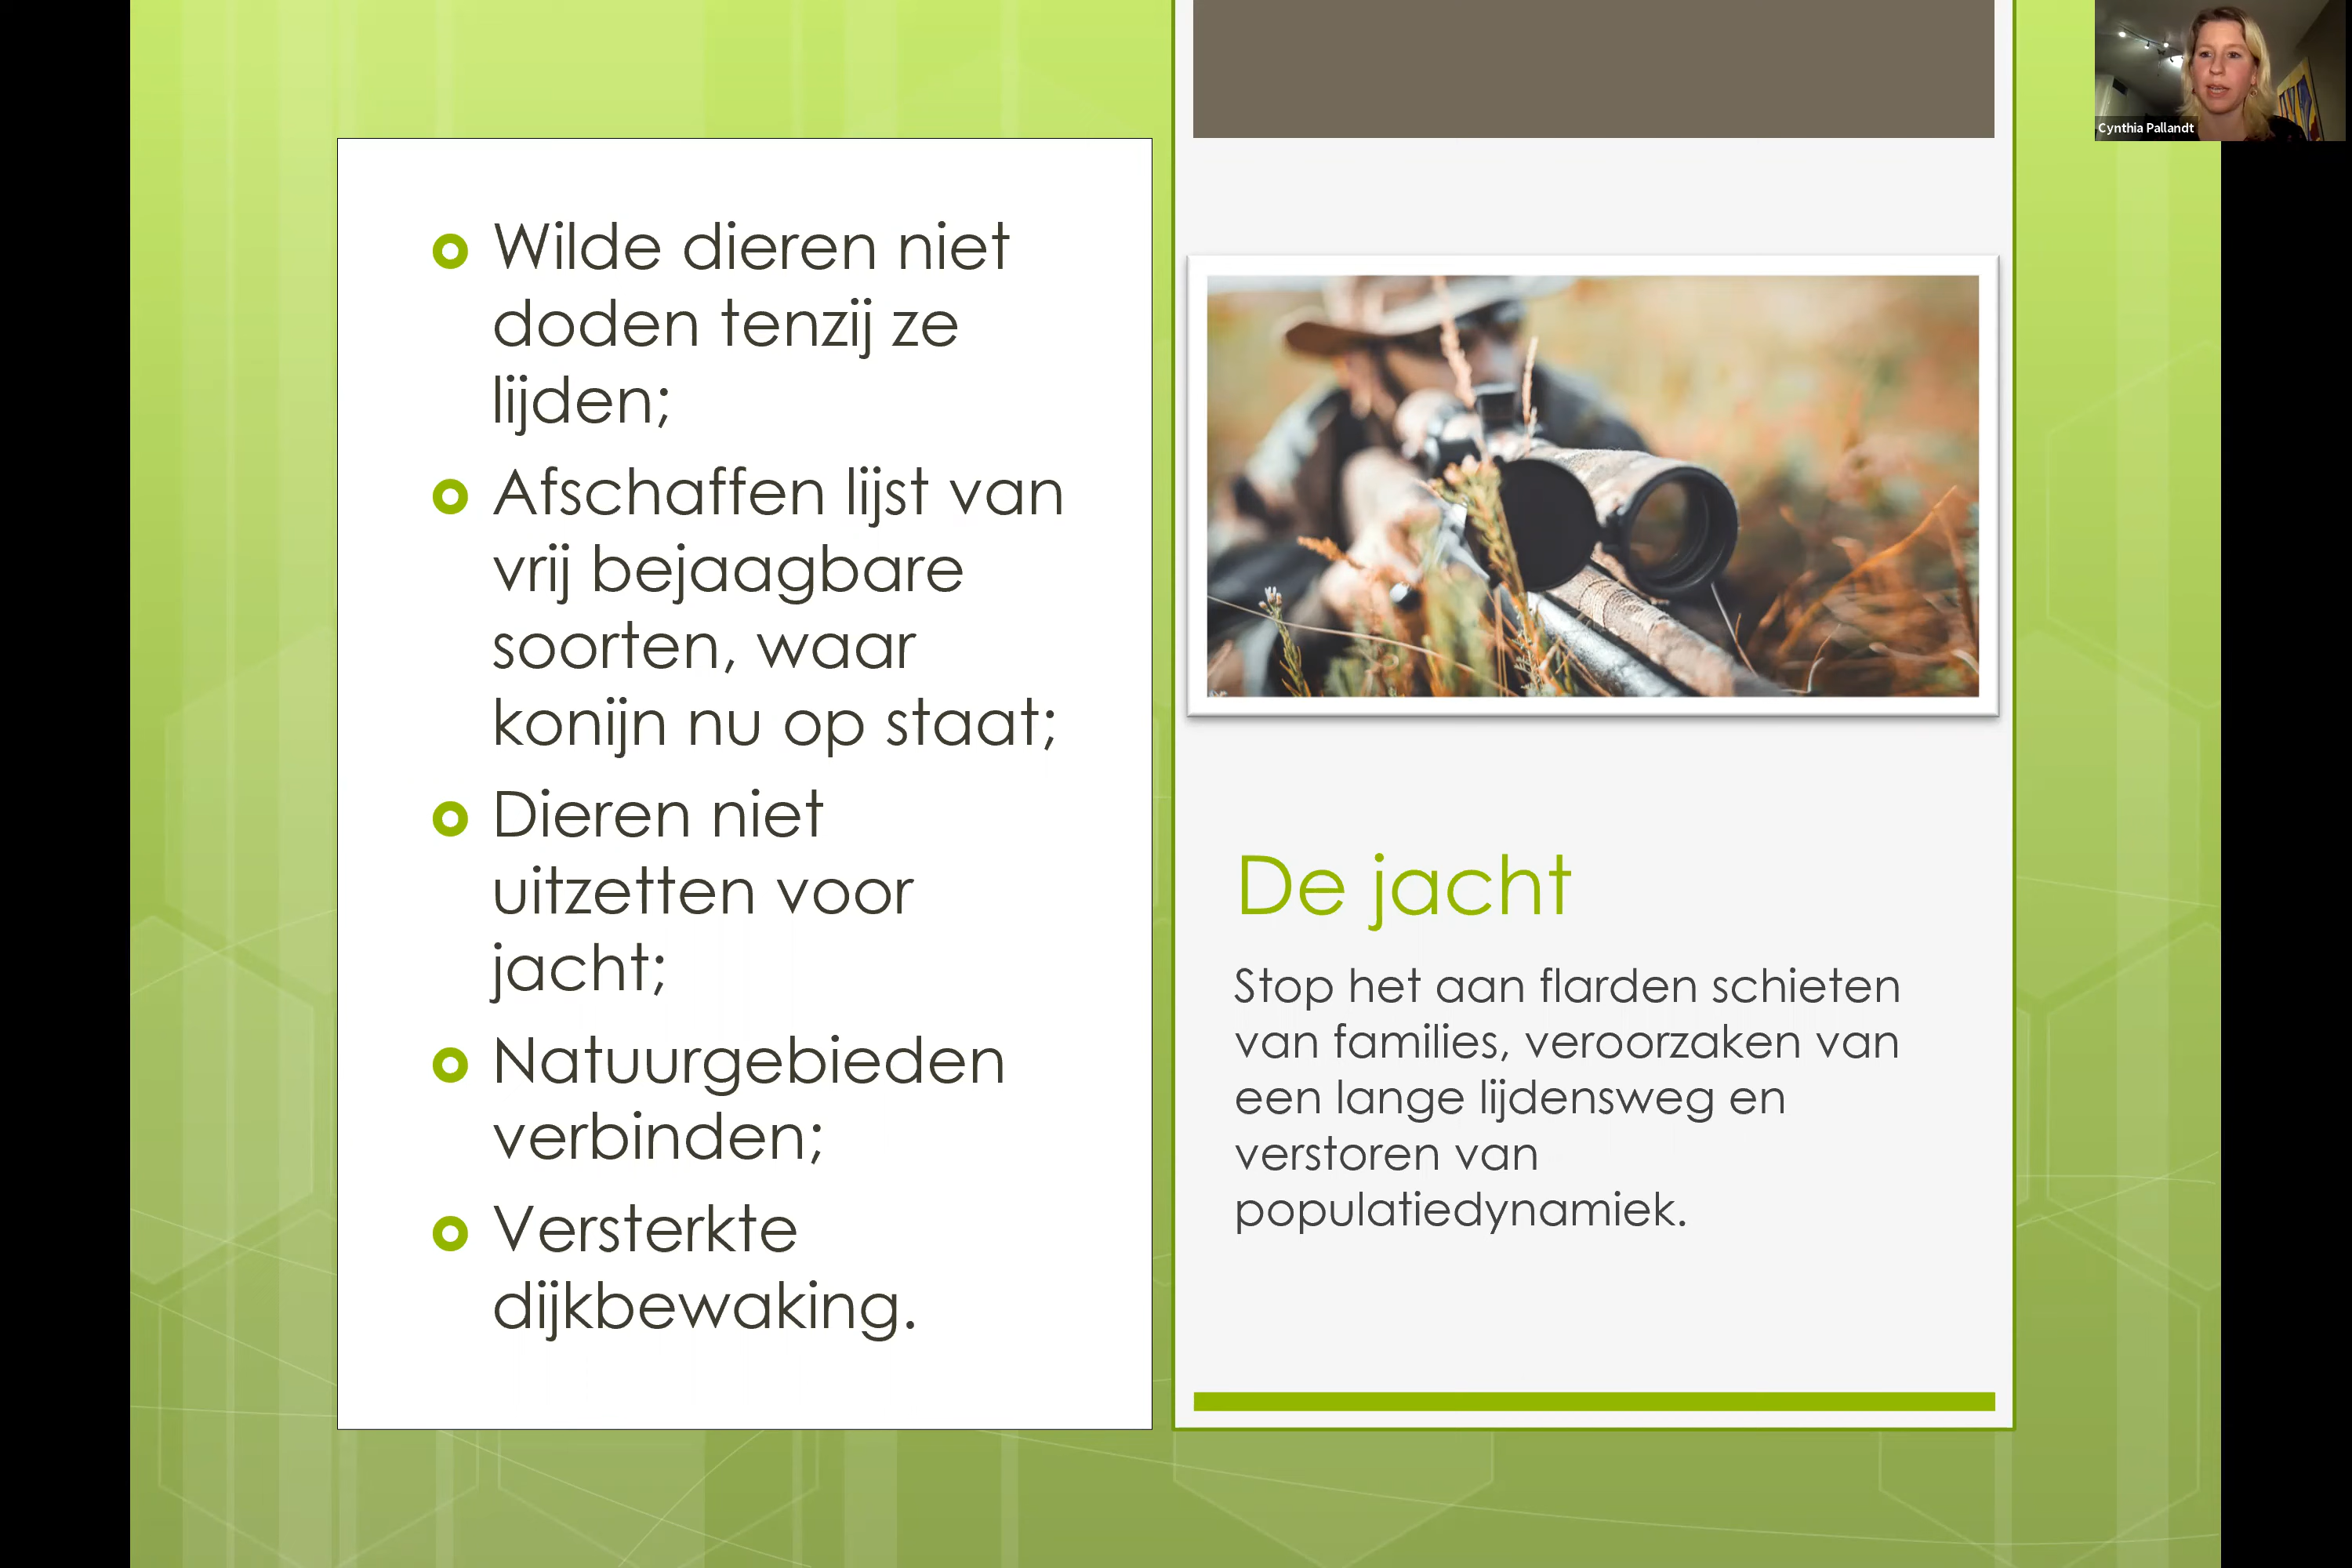 Wilde dieren niet
doden tenzij ze
lijden;
Afschaffen lijst van
vrij bejaagbare
soorten, waar
konijn nu op staat;
Dieren niet
uitzetten voor
jacht;
Natuurgebieden
verbinden;
Versterkte
dijkbewaking.
De jacht
Stop het aan flarden schieten
van families, veroorzaken van
een lange lijdensweg en
verstoren van
populatiedynamiek.
Cynthia Pallandt